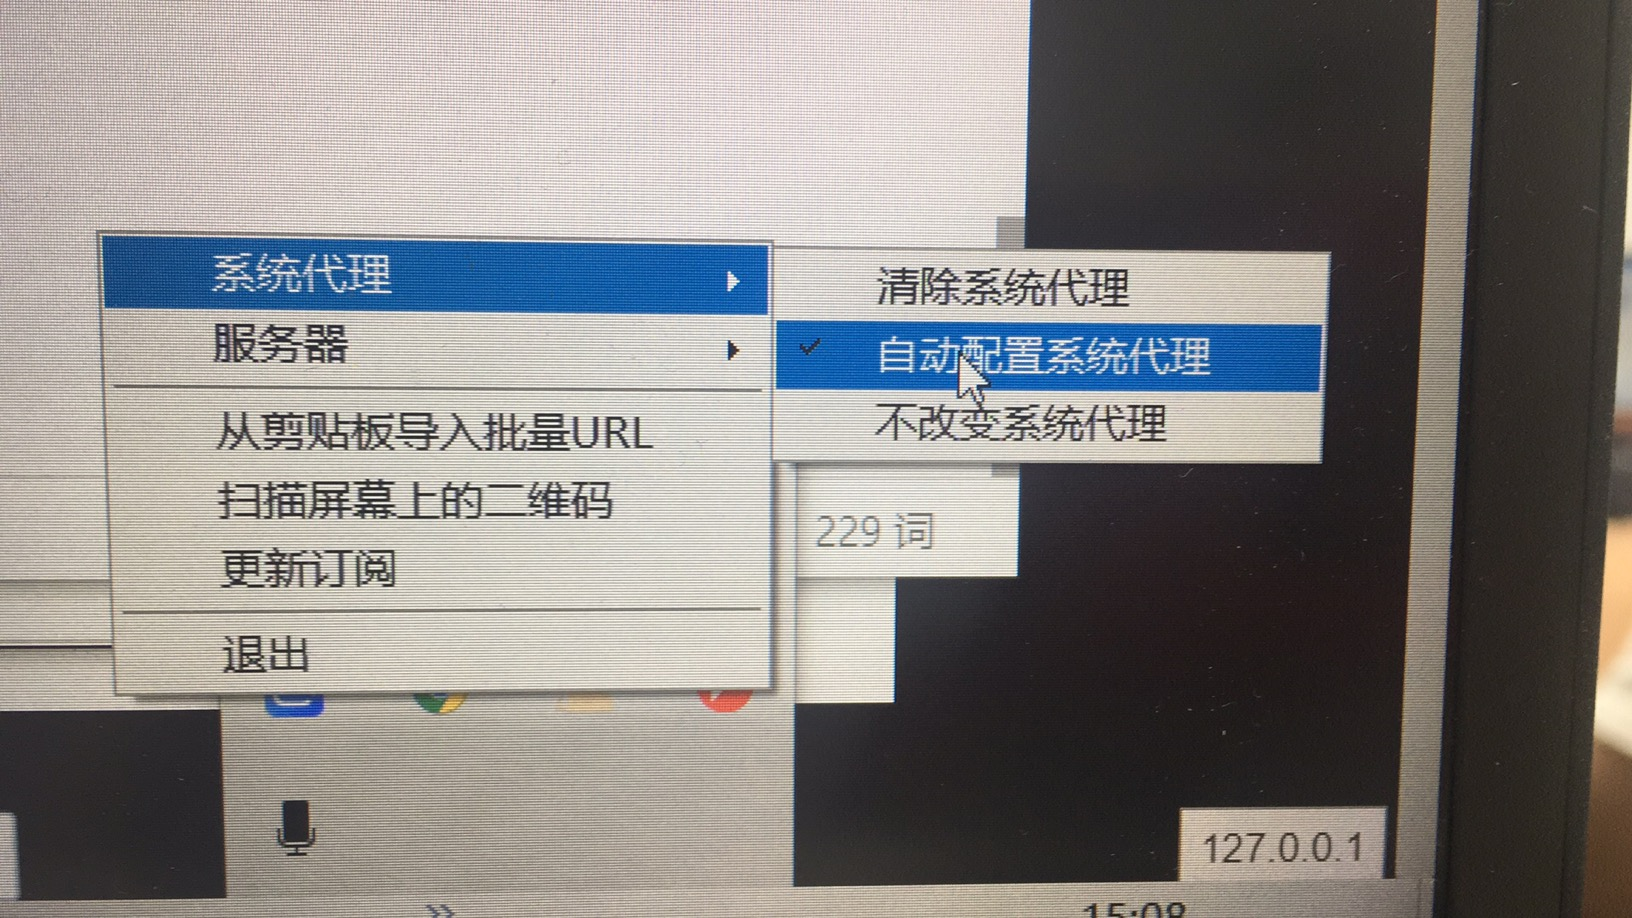 系统代理
服务器
从剪贴板导入批量URL
扫描屏幕上的二维码
更新订阅
退出
清除系统代理
自动配置系统代理
不改变系统代理
229 词
127.0.0.1
15:08